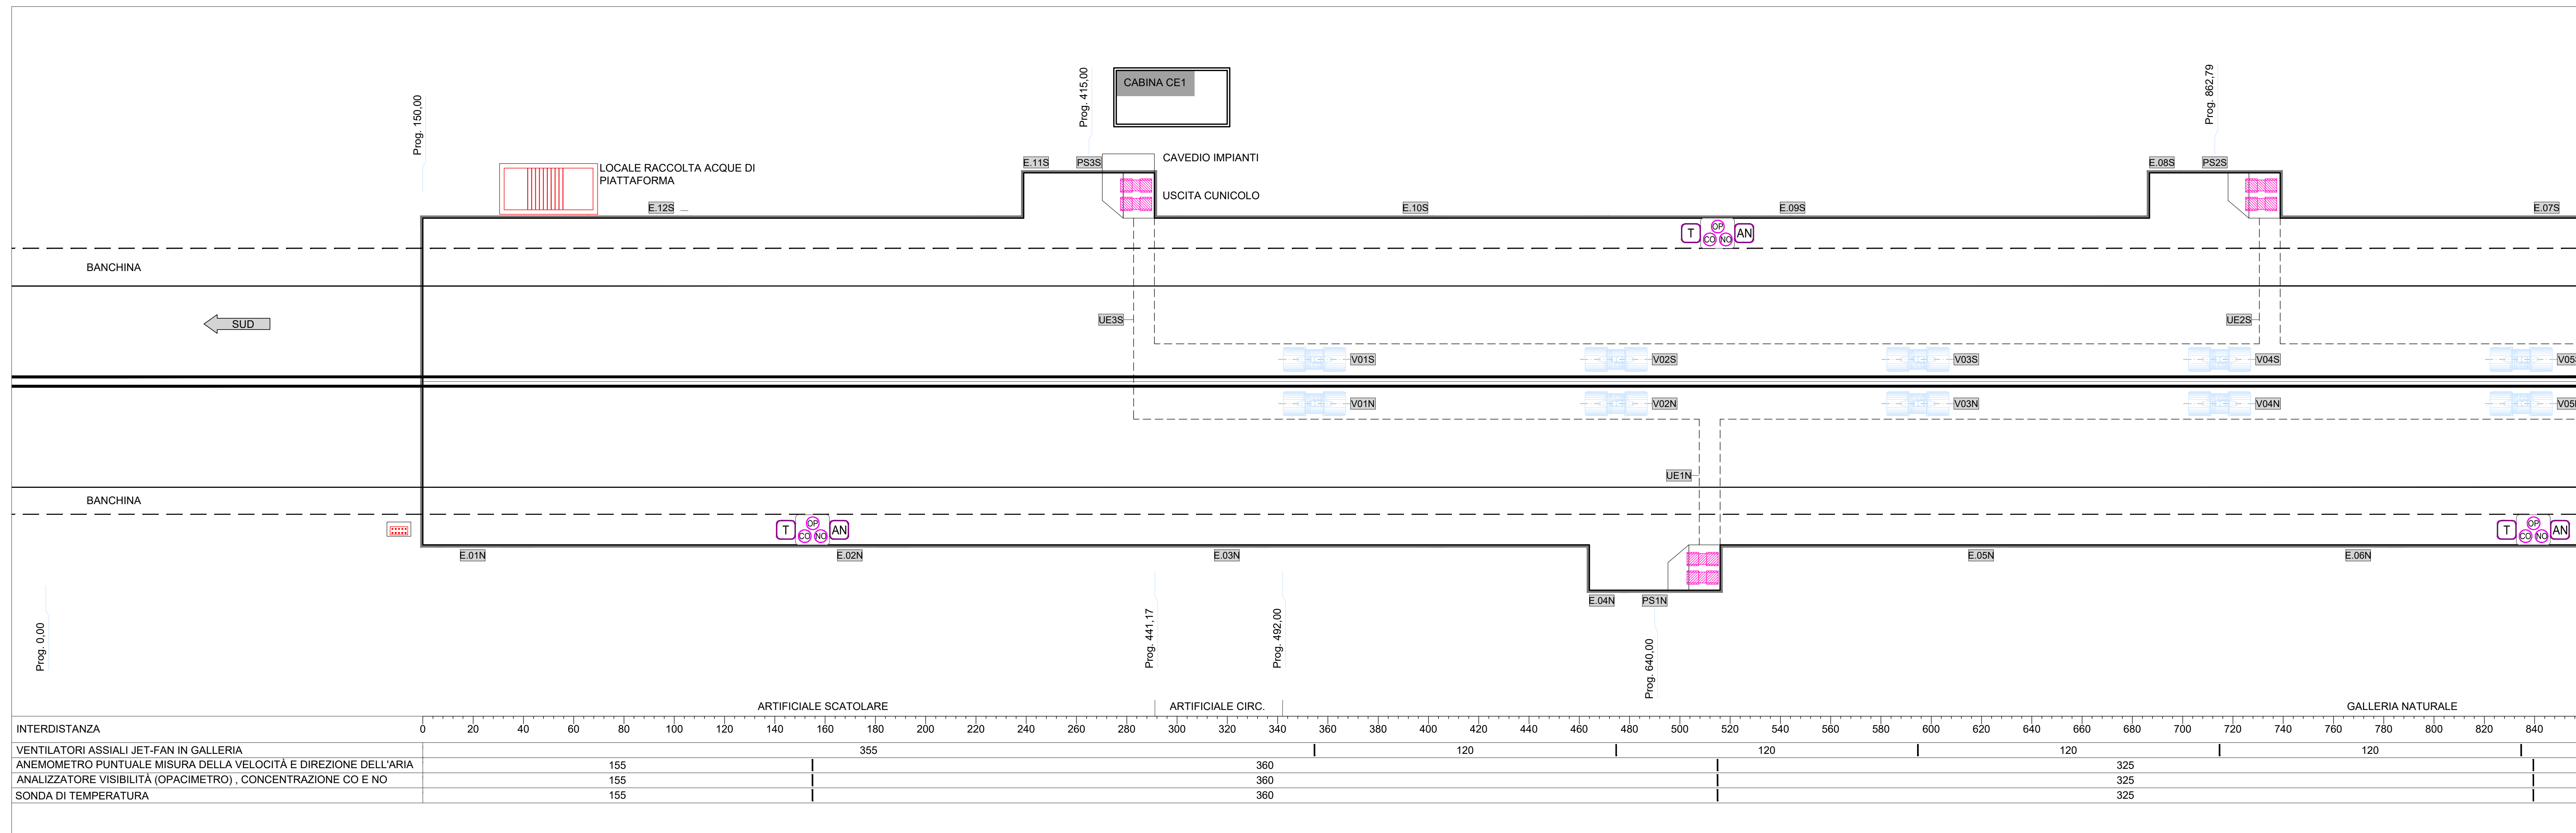 CABINA CE1
Prog. 150,00
Prog. 415,00
Prog. 862,79
LOCALE RACCOLTA ACQUE DI
PIATTAFORMA
E.11S
PS3S
CAVEDIO IMPIANTI
E.08S
PS2S
USCITA CUNICOLO
E.12S
E.10S
E.09S
E.07S
T
OP
CO
NO
AN
BANCHINA
SUD
UE3S
UE2S
V01S
V02S
V03S
V04S
V05S
V01N
V02N
V03N
V04N
UE1N
BANCHINA
T
OP
CO
NO
AN
T
OP
CO
NO
AN
E.01N
E.02N
E.03N
E.05N
E.06N
E.04N
PS1N
Prog. 0,00
Prog. 441,17
Prog. 492,00
Prog. 640,00
ARTIFICIALE SCATOLARE
ARTIFICIALE CIRC.
GALLERIA NATURALE
INTERDISTANZA 0 20 40 60 80 100 120 140 160 180 200 220 240 260 280 300 320 340 360 380 400 420 440 460 480 500 520 540 560 580 600 620 640 660 680 700 720 740 760 780 800 820 840
VENTILATORI ASSIALI JET-FAN IN GALLERIA 355 120 120 120 120
ANEMOMETRO PUNTUALE MISURA DELLA VELOCITÀ E DIREZIONE DELL'ARIA 155 360 325
ANALIZZATORE VISIBILITÀ (OPACIMETRO) , CONCENTRAZIONE CO E NO 155 360 325
SONDA DI TEMPERATURA 155 360 325